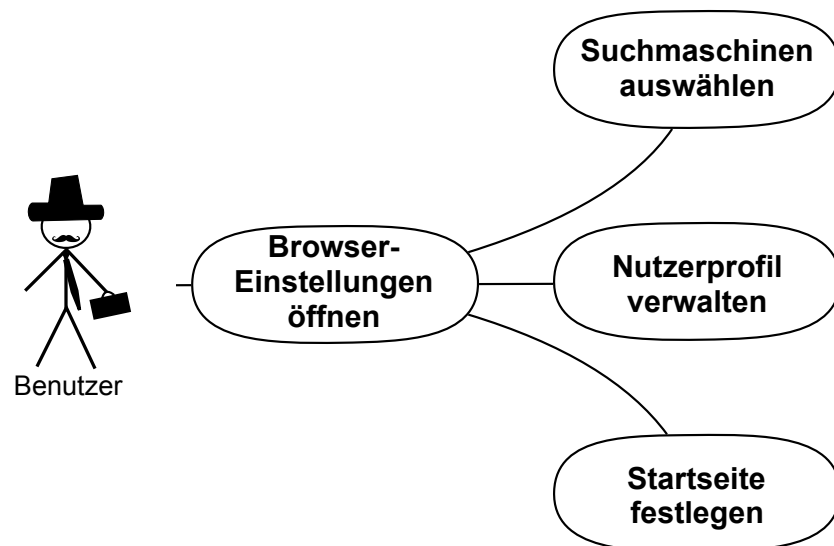 Suchmaschinen
auswählen
Browser-
Einstellungen
öffnen
Nutzerprofil
verwalten
Benutzer
Startseite
festlegen